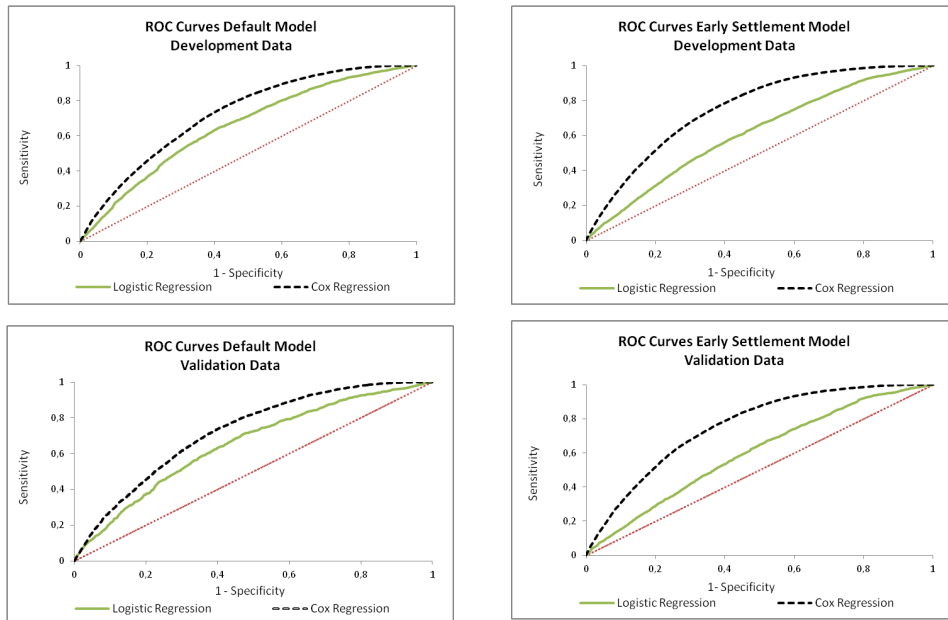 ROC Curves Default Model
Development Data
1
0,8
0,6
0,4
0,2
0
Sensitivity
0 0,2 0,4 0,6 0,8 1
1 - Specificity
Logistic Regression Cox Regression
ROC Curves Early Settlement Model
Development Data
1
0,8
0,6
0,4
0,2
0
Sensitivity
0 0,2 0,4 0,6 0,8 1
1 - Specificity
Logistic Regression Cox Regression
ROC Curves Default Model
Validation Data
1
0,8
0,6
0,4
0,2
0
Sensitivity
0 0,2 0,4 0,6 0,8 1
1 - Specificity
Logistic Regression Cox Regression
ROC Curves Early Settlement Model
Validation Data
1
0,8
0,6
0,4
0,2
0
Sensitivity
0 0,2 0,4 0,6 0,8 1
1 - Specificity
Logistic Regression Cox Regression